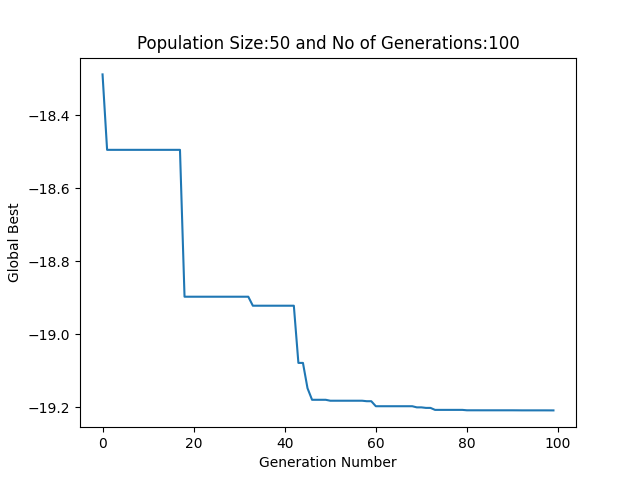 Population Size:50 and No of Generations:100
−18.4
−18.6
−18.8
−19.0
−19.2
Global Best
0 20 40 60 80 100
Generation Number